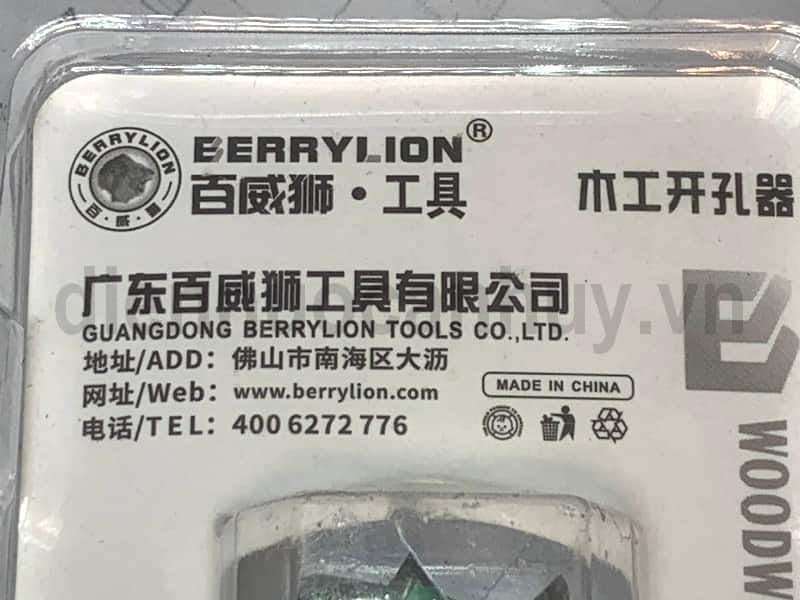 BERRYLION
百·威·狮
BERRYLION®
百威狮·工具
木工开孔器
广东百威狮工具有限公司
GUANGDONG BERRYLION TOOLS CO.,LTD.
地址/ADD: 佛山市南海区大沥
网址/Web: www.berrylion.com
电话/TEL: 400 6272 776
MADE IN CHINA
WOODW